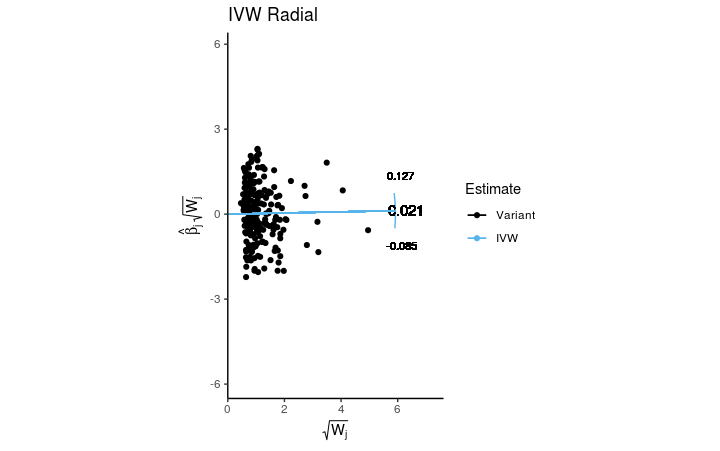 IVW Radial
6
3
0
-3
-6
β̂j√Wj
0.127
0.021
-0.085
0
2
4
6
√Wj
Estimate
Variant
IVW